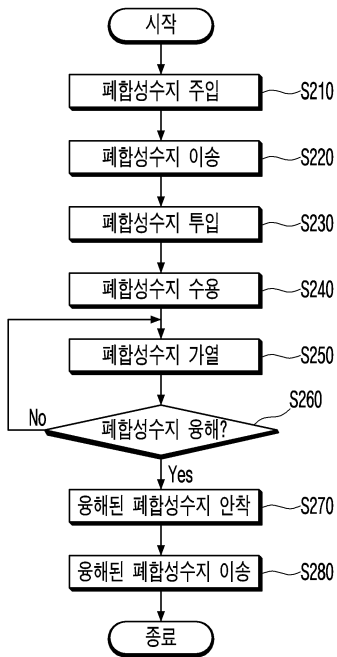 시작
폐합성수지 주입 S210
폐합성수지 이송 S220
폐합성수지 투입 S230
폐합성수지 수용 S240
폐합성수지 가열 S250
폐합성수지 융해? S260
No
Yes
융해된 폐합성수지 안착 S270
융해된 폐합성수지 이송 S280
종료